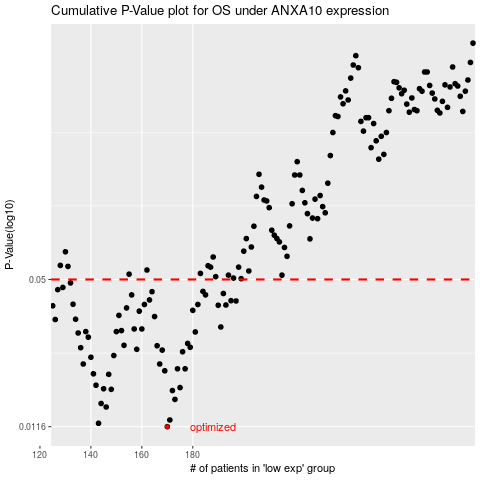 Cumulative P-Value plot for OS under ANXA10 expression
P-Value(log10)
0.05
0.0116
optimized
120 140 160 180
# of patients in 'low exp' group